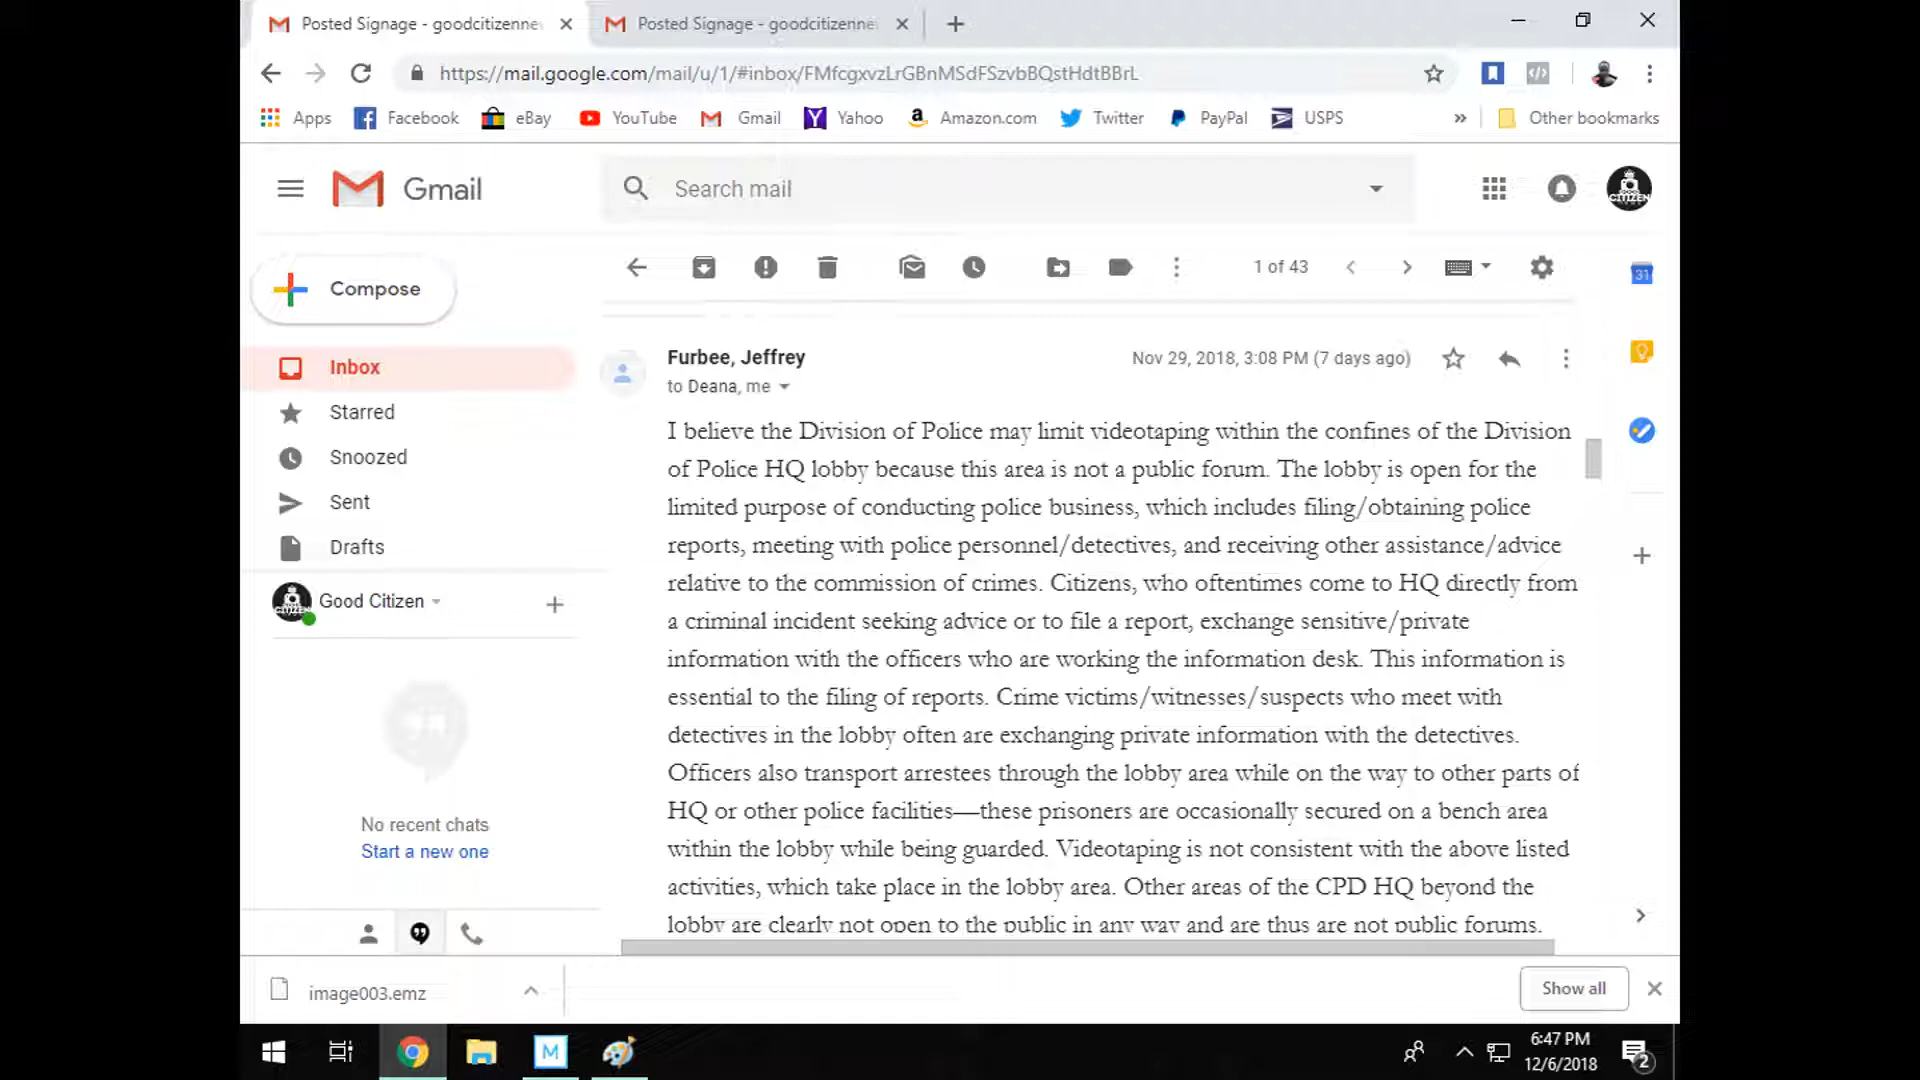 Posted Signage - goodcitizenne
Posted Signage - goodcitizenne
https://mail.google.com/mail/u/1/#inbox/FMfcgxvzLrGBnMSdFSzvbBQstHdtBBrL
Apps Facebook eBay YouTube Gmail Yahoo Amazon.com Twitter PayPal USPS » Other bookmarks
Gmail
Search mail
CITIZEN
Compose
1 of 43
31
Inbox
Starred
Snoozed
Sent
Drafts
Good Citizen
No recent chats
Start a new one
Furbee, Jeffrey
Nov 29, 2018, 3:08 PM (7 days ago)
to Deana, me
I believe the Division of Police may limit videotaping within the confines of the Division
of Police HQ lobby because this area is not a public forum. The lobby is open for the
limited purpose of conducting police business, which includes filing/obtaining police
reports, meeting with police personnel/detectives, and receiving other assistance/advice
relative to the commission of crimes. Citizens, who oftentimes come to HQ directly from
a criminal incident seeking advice or to file a report, exchange sensitive/private
information with the officers who are working the information desk. This information is
essential to the filing of reports. Crime victims/witnesses/suspects who meet with
detectives in the lobby often are exchanging private information with the detectives.
Officers also transport arrestees through the lobby area while on the way to other parts of
HQ or other police facilities—these prisoners are occasionally secured on a bench area
within the lobby while being guarded. Videotaping is not consistent with the above listed
activities, which take place in the lobby area. Other areas of the CPD HQ beyond the
lobby are clearly not open to the public in any way and are thus are not public forums.
image003.emz
Show all
M
6:47 PM
12/6/2018
2